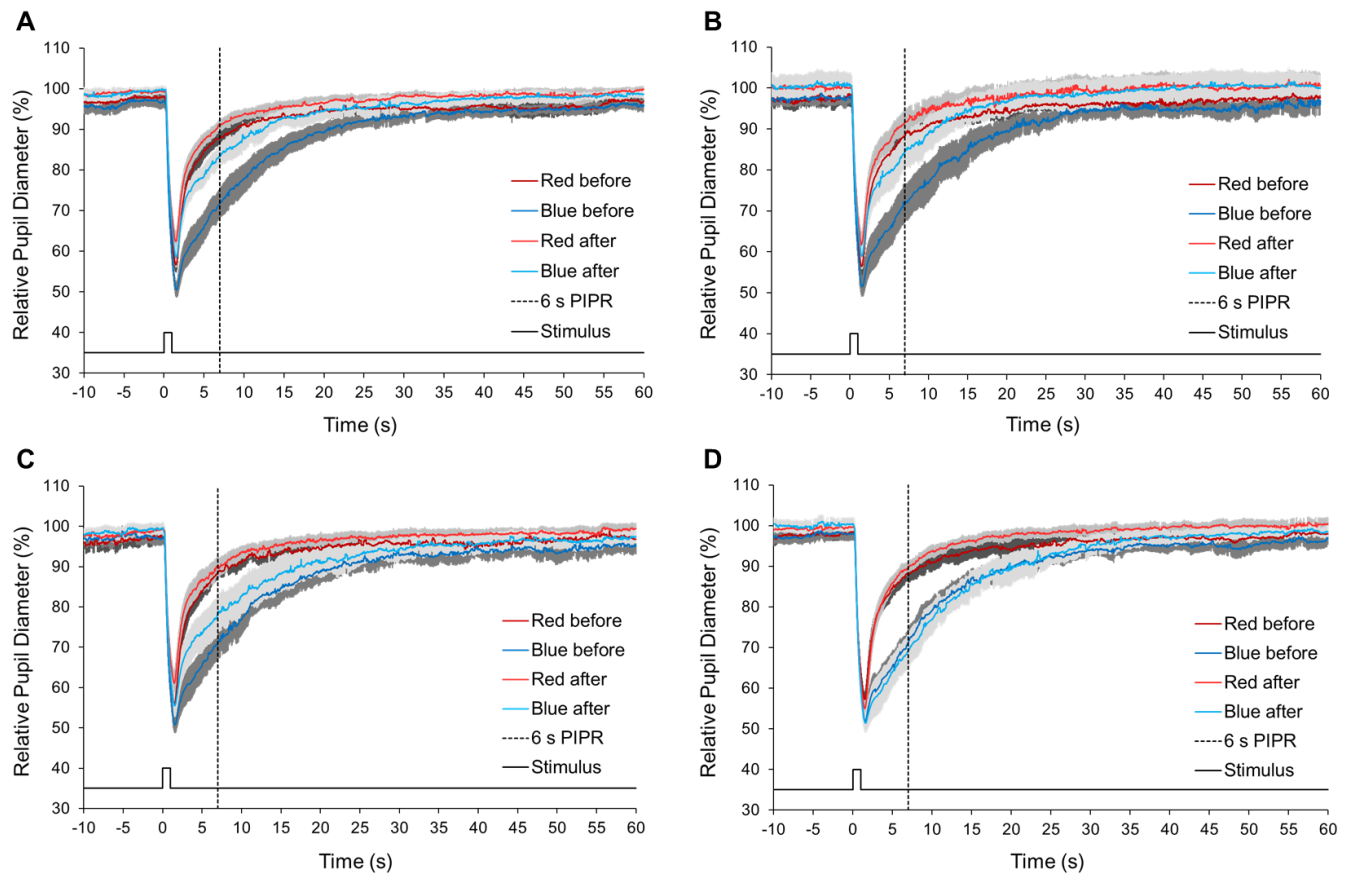 A
Relative Pupil Diameter (%)
110
100
90
80
70
60
50
40
30
-10 -5 0 5 10 15 20 25 30 35 40 45 50 55 60
Time (s)
Red before
Blue before
Red after
Blue after
6 s PIPR
Stimulus
B
Relative Pupil Diameter (%)
110
100
90
80
70
60
50
40
30
-10 -5 0 5 10 15 20 25 30 35 40 45 50 55 60
Time (s)
Red before
Blue before
Red after
Blue after
6 s PIPR
Stimulus
C
Relative Pupil Diameter (%)
110
100
90
80
70
60
50
40
30
-10 -5 0 5 10 15 20 25 30 35 40 45 50 55 60
Time (s)
Red before
Blue before
Red after
Blue after
6 s PIPR
Stimulus
D
Relative Pupil Diameter (%)
110
100
90
80
70
60
50
40
30
-10 -5 0 5 10 15 20 25 30 35 40 45 50 55 60
Time (s)
Red before
Blue before
Red after
Blue after
6 s PIPR
Stimulus